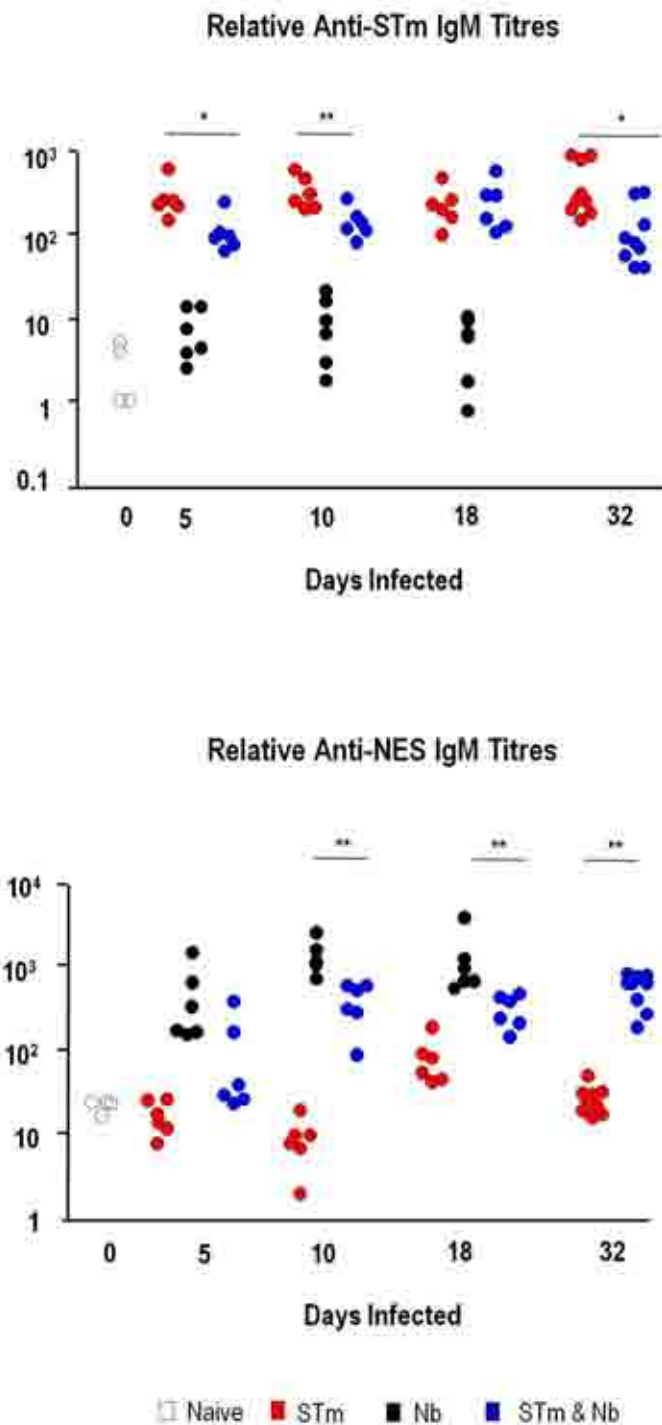 Relative Anti-STm IgM Titres
* ** *
10³
10²
10
1
0.1
0 5 10 18 32
Days Infected
Relative Anti-NES IgM Titres
** ** **
10⁴
10³
10²
10
1
0 5 10 18 32
Days Infected
Naive STm Nb STm & Nb